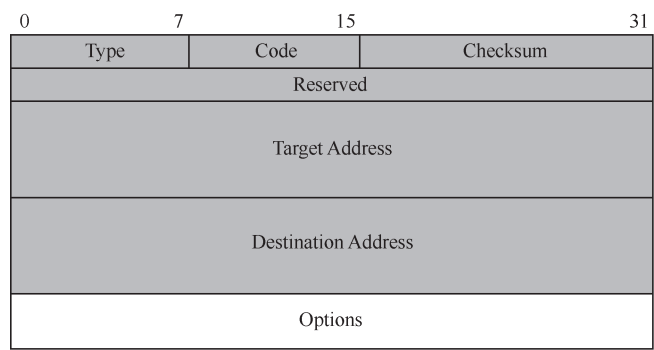 0 7 15 31
Type Code Checksum
Reserved
Target Address
Destination Address
Options